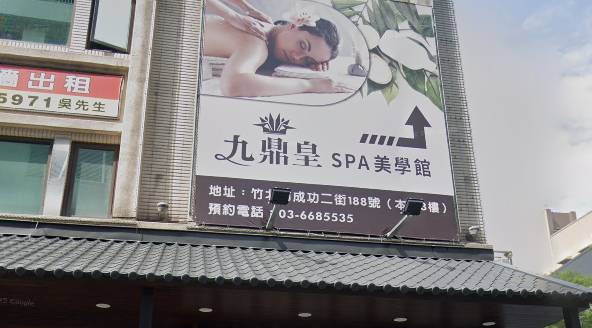 出租
5971 吳先生
九鼎皇 SPA美學館
地址：竹北 成功二街188號（本 3樓）
預約電話 03-6685535
Google